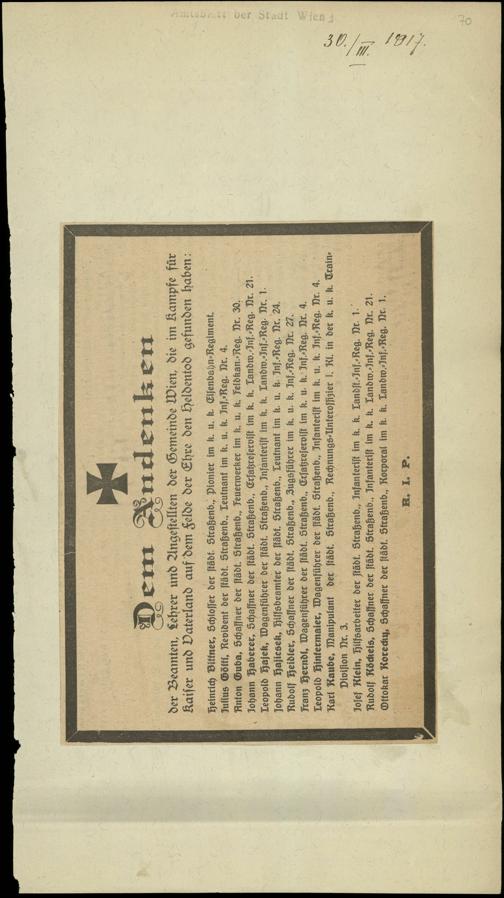 Amtsblatt der Stadt Wien
70
30./III. 1917.
Dem Andenken
der Beamten, Lehrer und Angestellten der Gemeinde Wien, die im Kampfe für
Kaiser und Vaterland auf dem Felde der Ehre den Heldentod gefunden haben:
Heinrich Bittner, Schlosser der städt. Straßenb., Pionier im k. u. k. Eisenbahn-Regiment.
Julius Göttl, Revident der städt. Straßenb., Leutnant im k. u. k. Inf.-Reg. Nr. 4.
Anton Guba, Schaffner der städt. Straßenb., Feuerwerker im k. u. k. Feldkan.-Reg. Nr. 30.
Johann Haberer, Schaffner der städt. Straßenb., Ersatzreservist im k. k. Landw.-Inf.-Reg. Nr. 21.
Leopold Hajek, Wagenführer der städt. Straßenb., Infanterist im k. k. Landw.-Inf.-Reg. Nr. 1.
Johann Hajicsek, Hilfsbeamter der städt. Straßenb., Leutnant im k. u. k. Inf.-Reg. Nr. 24.
Rudolf Heidler, Schaffner der städt. Straßenb., Zugsführer im k. u. k. Inf.-Reg. Nr. 27.
Franz Herndl, Wagenführer der städt. Straßenb., Ersatzreservist im k. u. k. Inf.-Reg. Nr. 4.
Leopold Hintermaier, Wagenführer der städt. Straßenb., Infanterist im k. u. k. Inf.-Reg. Nr. 4.
Karl Kaube, Manipulant der städt. Straßenb., Rechnungs-Unteroffizier I. Kl. in der k. u. k. Train-
Division Nr. 3.
Josef Klein, Hilfsarbeiter der städt. Straßenb., Infanterist im k. k. Landst.-Inf.-Reg. Nr. 1.
Rudolf Köckeis, Schaffner der städt. Straßenb., Infanterist im k. k. Landw.-Inf.-Reg. Nr. 21.
Ottokar Korecky, Schaffner der städt. Straßenb., Korporal im k. k. Landw.-Inf.-Reg. Nr. 1.
R. I. P.